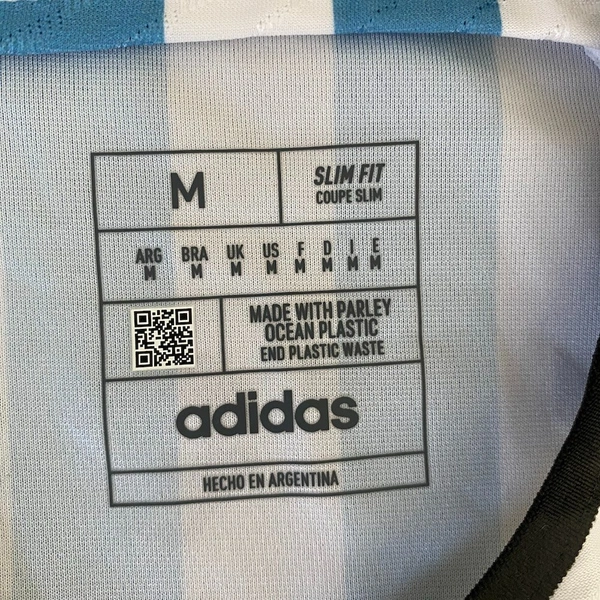 M
SLIM FIT
COUPE SLIM
ARG BRA UK US F D I E
M M M M M M M M
MADE WITH PARLEY
OCEAN PLASTIC
END PLASTIC WASTE
adidas
HECHO EN ARGENTINA